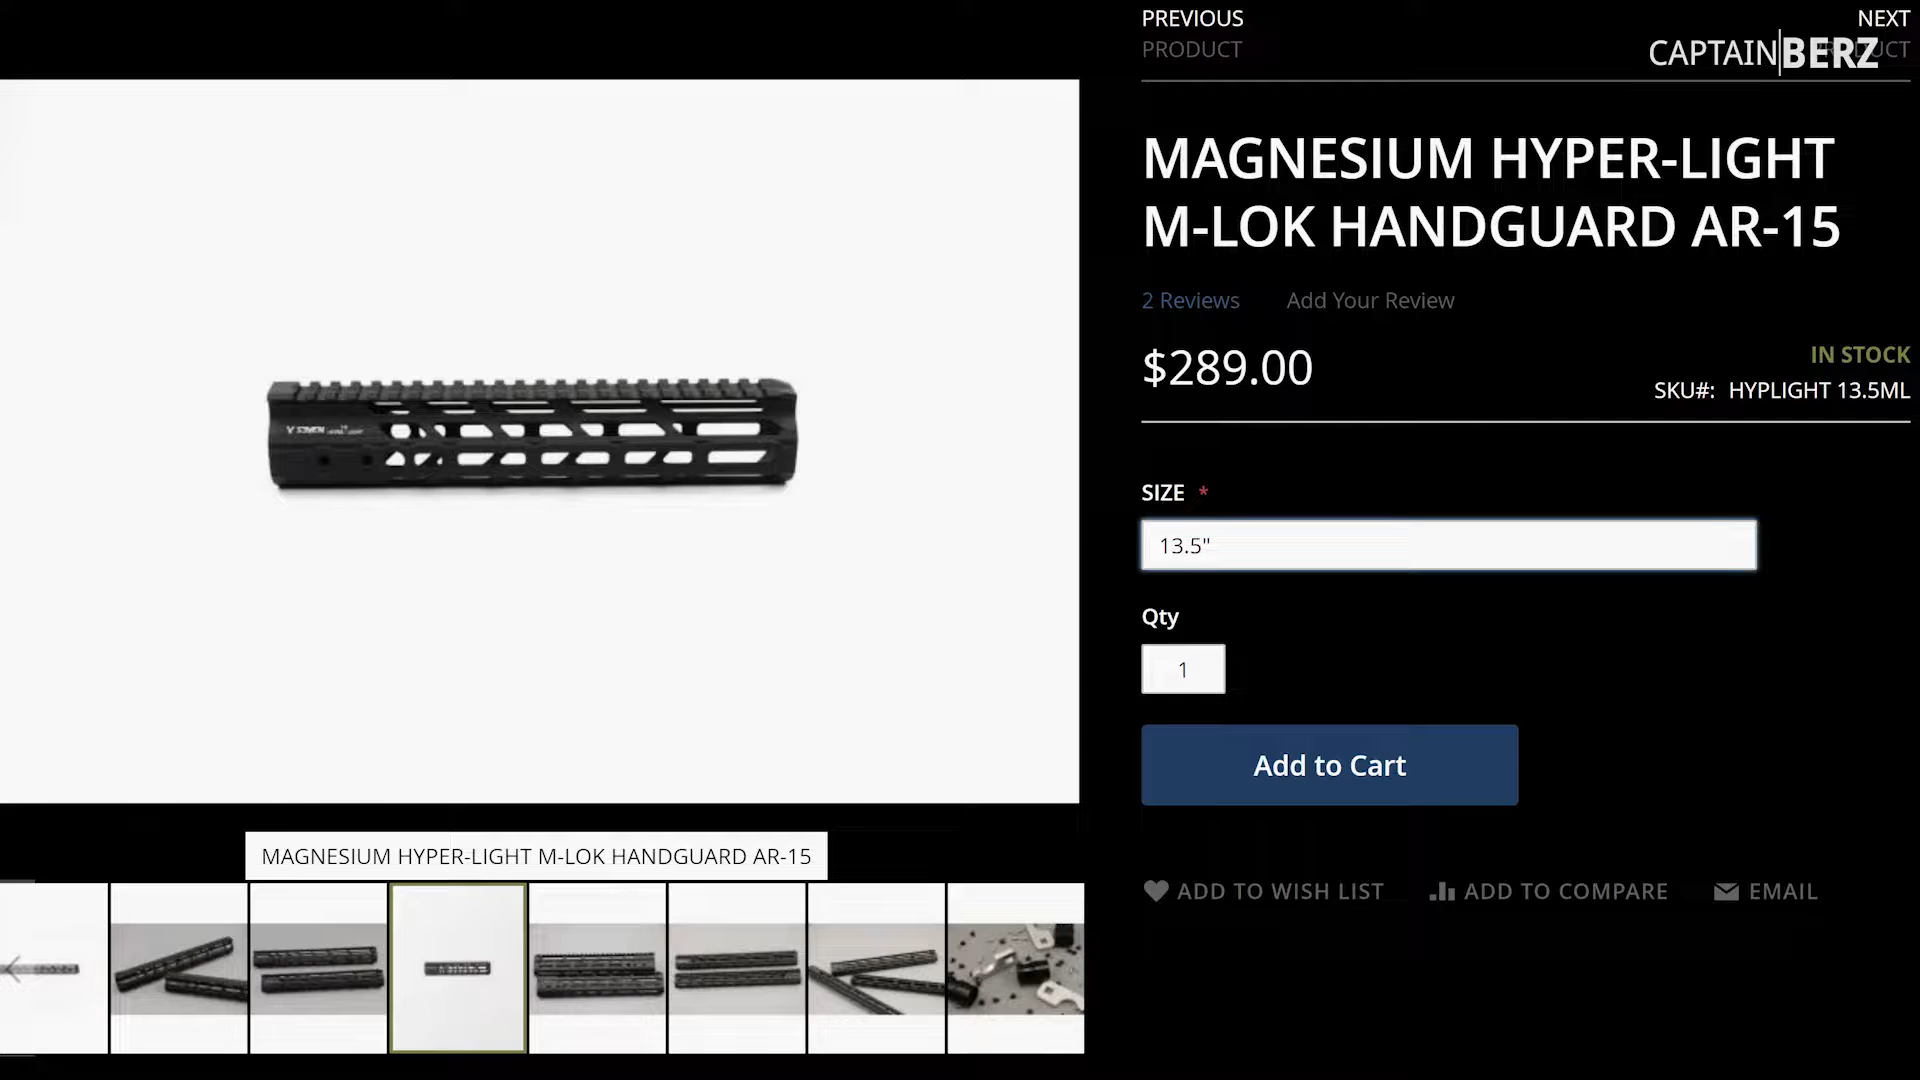 PREVIOUS
PRODUCT
NEXT
CAPTAIN|BERZ
MAGNESIUM HYPER-LIGHT
M-LOK HANDGUARD AR-15
2 Reviews
Add Your Review
$289.00
IN STOCK
SKU#: HYPLIGHT 13.5ML
SIZE *
13.5"
Qty
1
Add to Cart
V SEVEN
MAGNESIUM HYPER-LIGHT M-LOK HANDGUARD AR-15
ADD TO WISH LIST
ADD TO COMPARE
EMAIL